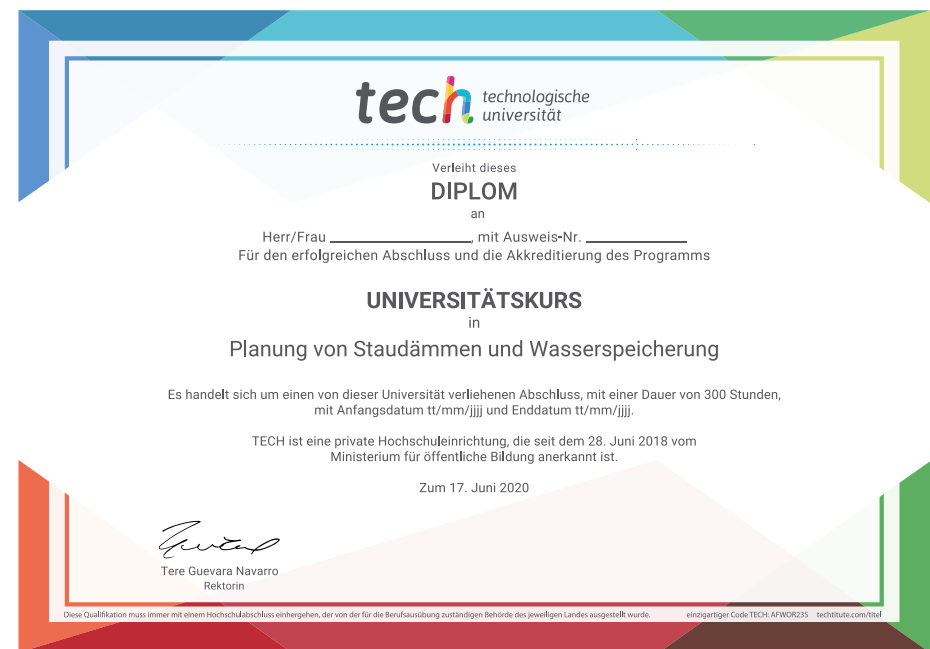 tech technologische
universität
Verleiht dieses
DIPLOM
an
Herr/Frau ____________________, mit Ausweis-Nr. ______________
Für den erfolgreichen Abschluss und die Akkreditierung des Programms
UNIVERSITÄTSKURS
in
Planung von Staudämmen und Wasserspeicherung
Es handelt sich um einen von dieser Universität verliehenen Abschluss, mit einer Dauer von 300 Stunden,
mit Anfangsdatum tt/mm/jjjj und Enddatum tt/mm/jjjj.
TECH ist eine private Hochschuleinrichtung, die seit dem 28. Juni 2018 vom
Ministerium für öffentliche Bildung anerkannt ist.
Zum 17. Juni 2020
Tere Guevara Navarro
Rektorin
Diese Qualifikation muss immer mit einem Hochschulabschluss einhergehen, der von der für die Berufsausübung zuständigen Behörde des jeweiligen Landes ausgestellt wurde. einzigartiger Code TECH: AFWOR23S techtitute.com/titel